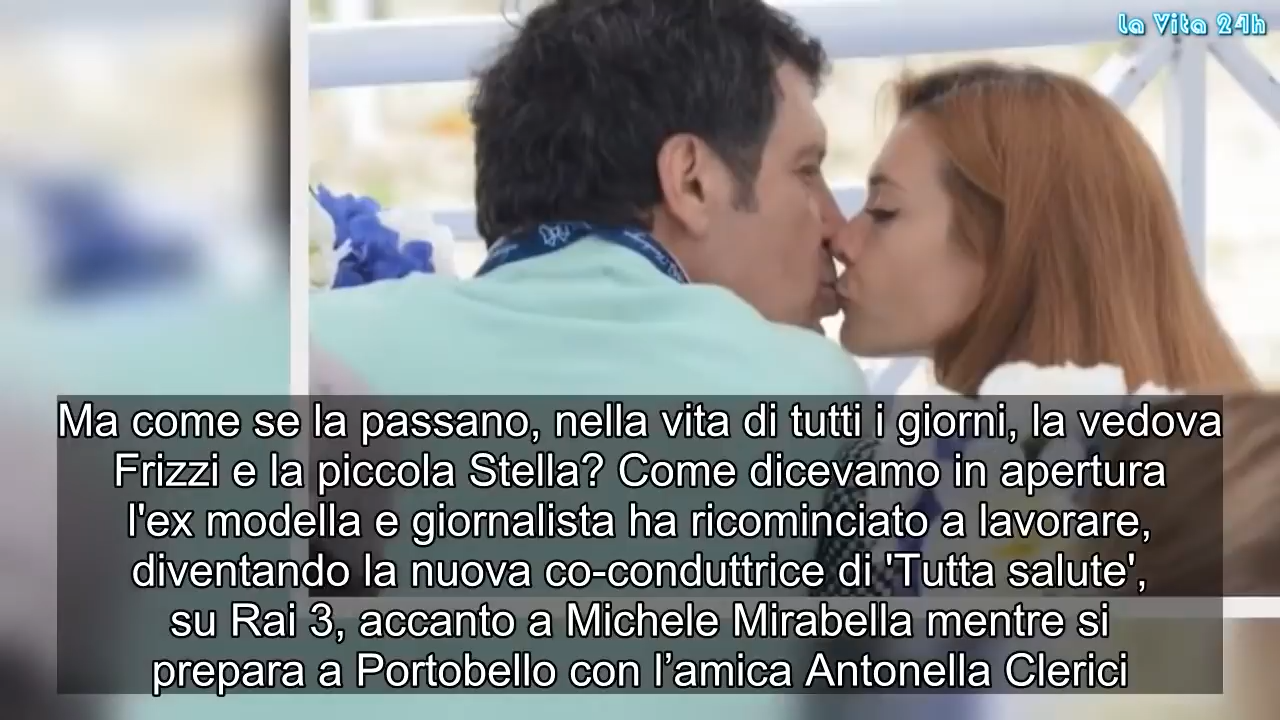 La Vita 24h
Ma come se la passano, nella vita di tutti i giorni, la vedova
Frizzi e la piccola Stella? Come dicevamo in apertura
l'ex modella e giornalista ha ricominciato a lavorare,
diventando la nuova co-conduttrice di 'Tutta salute',
su Rai 3, accanto a Michele Mirabella mentre si
prepara a Portobello con l’amica Antonella Clerici